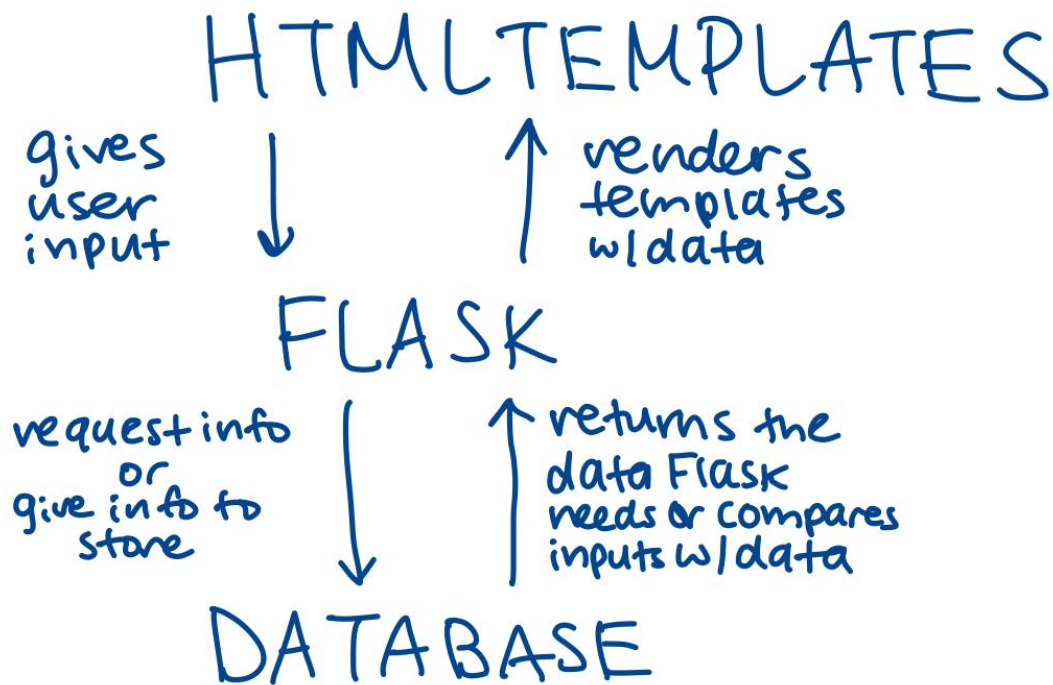 HTMLTEMPLATES
gives
user
input
renders
templates
w/data
FLASK
request info
or
give info to
store
returns the
data Flask
needs or compares
inputs w/data
DATABASE